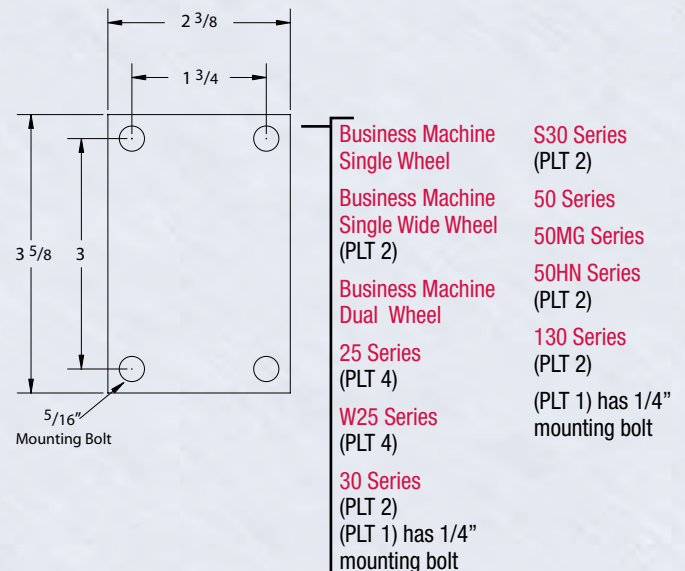 2 3/8
1 3/4
3 5/8
3
5/16"
Mounting Bolt
Business Machine
Single Wheel
Business Machine
Single Wide Wheel
(PLT 2)
Business Machine
Dual Wheel
25 Series
(PLT 4)
W25 Series
(PLT 4)
30 Series
(PLT 2)
(PLT 1) has 1/4”
mounting bolt
S30 Series
(PLT 2)
50 Series
50MG Series
50HN Series
(PLT 2)
130 Series
(PLT 2)
(PLT 1) has 1/4”
mounting bolt